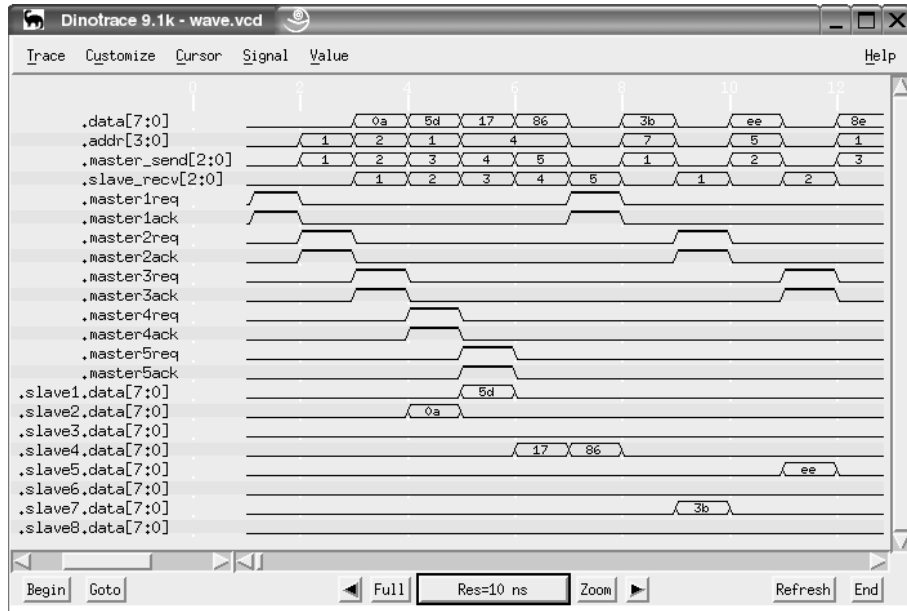 Dinotrace 9.1k - wave.vcd
Trace Customize Cursor Signal Value Help
0 2 4 6 8 10 12
.data[7:0] 0a 5d 17 86 3b ee 8e
.addr[3:0] 1 2 1 4 7 5 1
.master_send[2:0] 1 2 3 4 5 1 2 3
.slave_recv[2:0] 1 2 3 4 5 1 2
.master1req
.master1ack
.master2req
.master2ack
.master3req
.master3ack
.master4req
.master4ack
.master5req
.master5ack
.slave1.data[7:0] 5d
.slave2.data[7:0] 0a
.slave3.data[7:0]
.slave4.data[7:0] 17 86
.slave5.data[7:0] ee
.slave6.data[7:0]
.slave7.data[7:0] 3b
.slave8.data[7:0]
Begin Goto Full Res=10 ns Zoom Refresh End